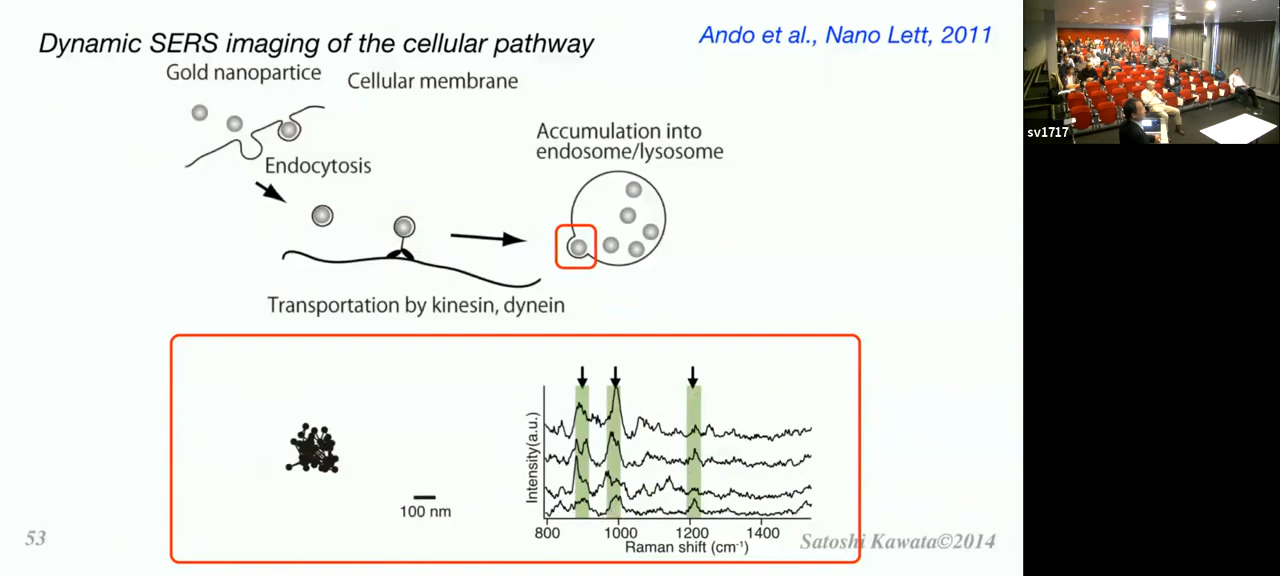 Dynamic SERS imaging of the cellular pathway
Ando et al., Nano Lett, 2011
Gold nanopartice
Cellular membrane
Endocytosis
Accumulation into
endosome/lysosome
Transportation by kinesin, dynein
100 nm
Intensity(a.u.)
800 1000 1200 1400
Raman shift (cm⁻¹)
53
Satoshi Kawata©2014
sv1717